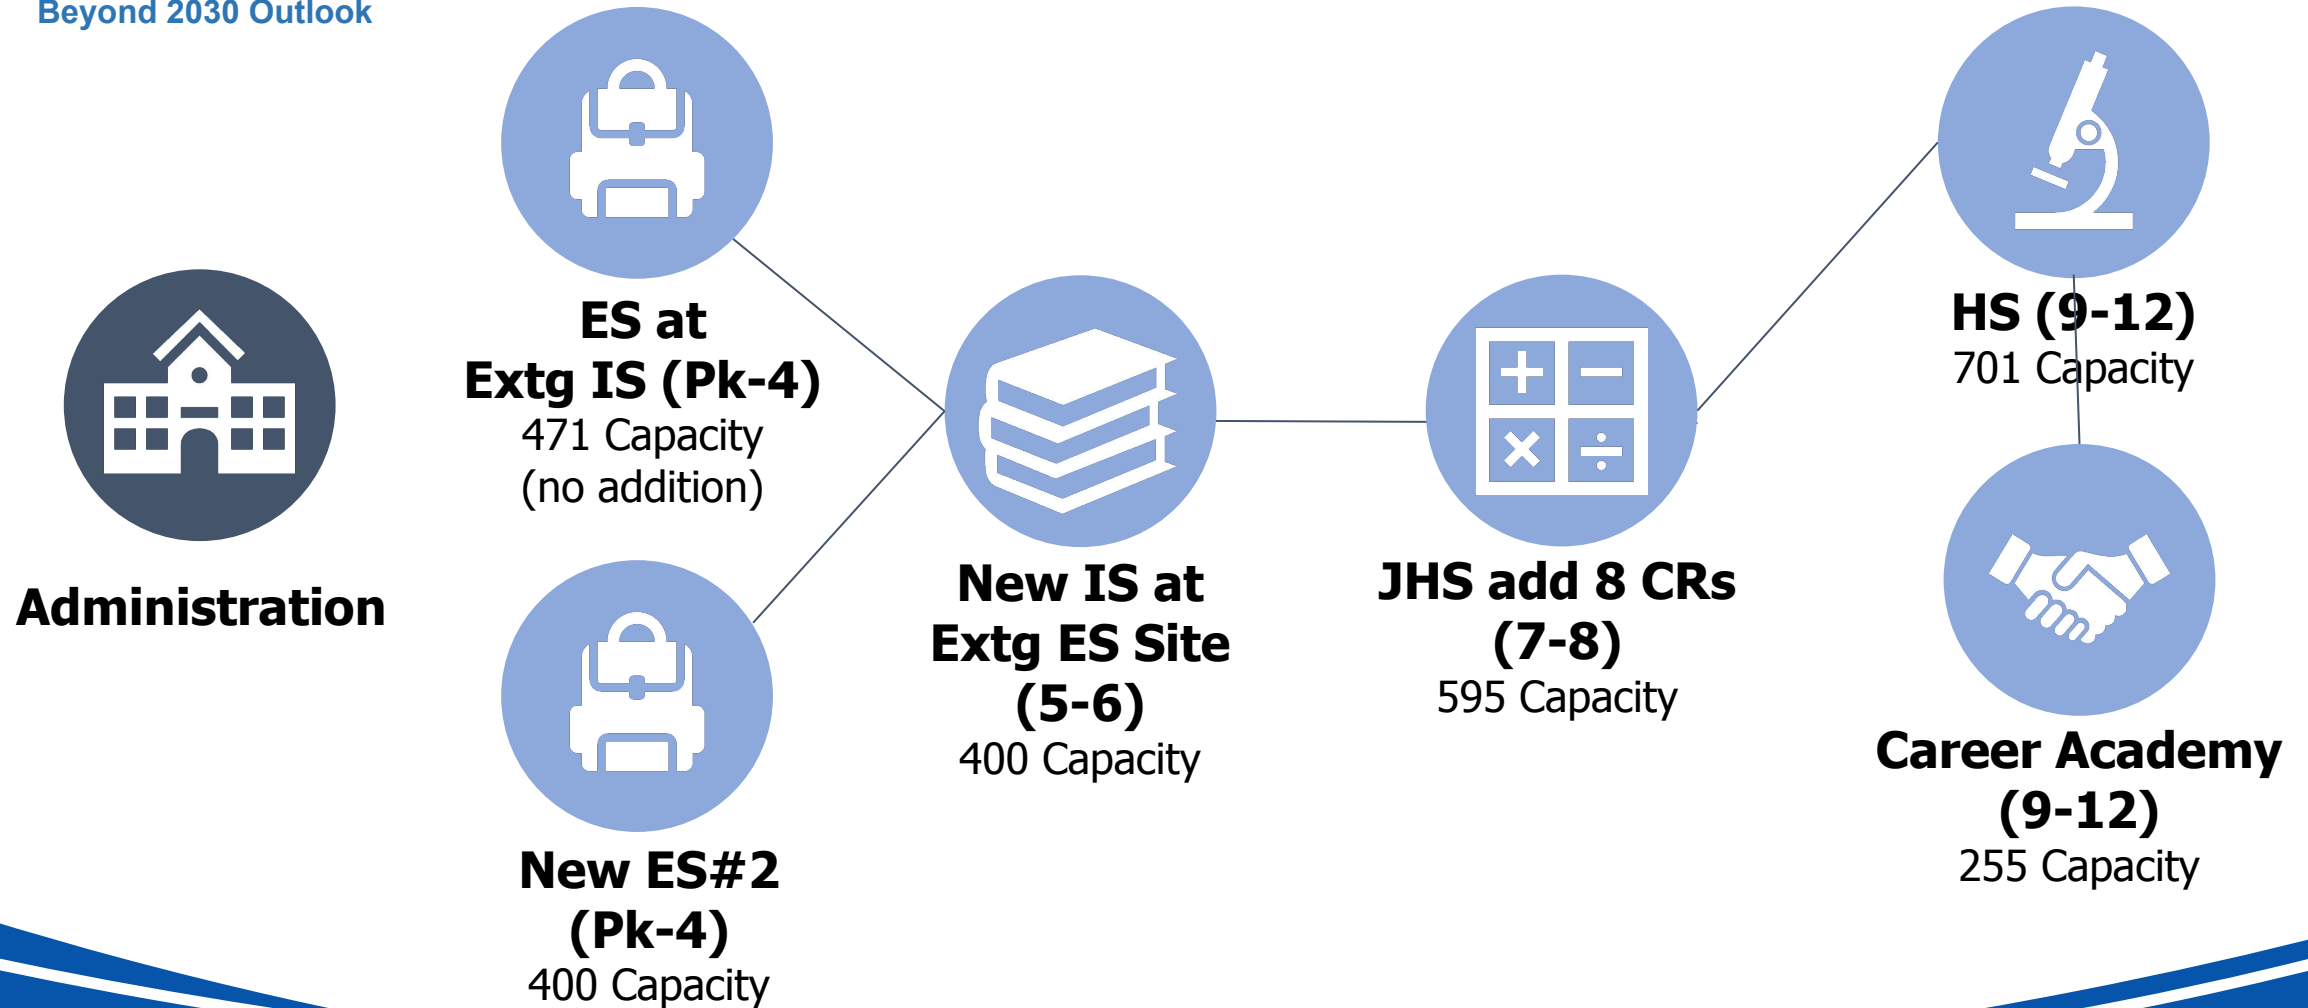 Beyond 2030 Outlook
Administration
ES at
Extg IS (Pk-4)
471 Capacity
(no addition)
New ES#2
(Pk-4)
400 Capacity
New IS at
Extg ES Site
(5-6)
400 Capacity
JHS add 8 CRs
(7-8)
595 Capacity
HS (9-12)
701 Capacity
Career Academy
(9-12)
255 Capacity